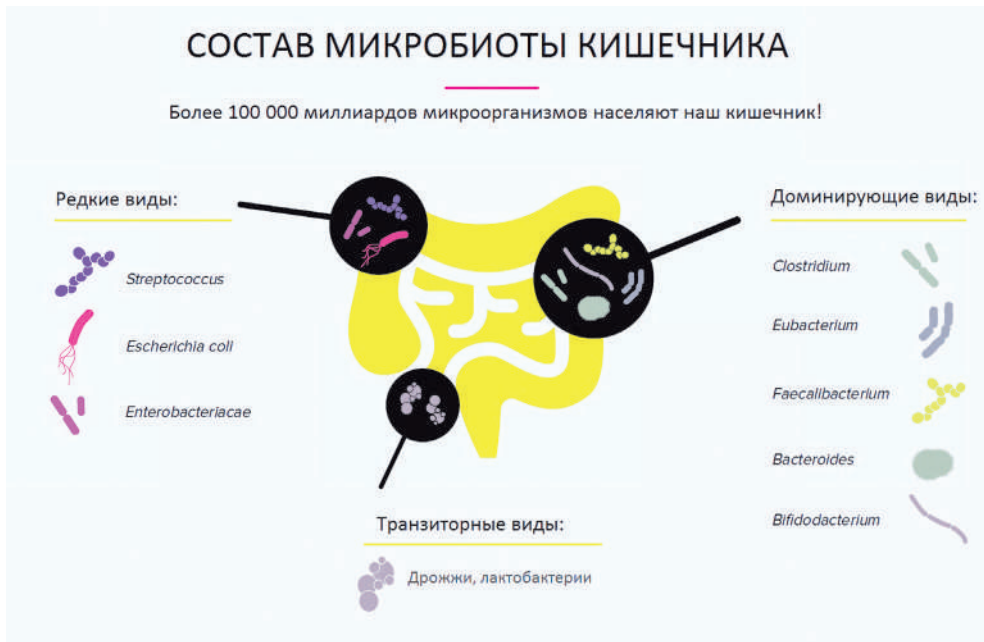 СОСТАВ МИКРОБИОТЫ КИШЕЧНИКА
Более 100 000 миллиардов микроорганизмов населяют наш кишечник!
Редкие виды:
Streptococcus
Escherichia coli
Enterobacteriacae
Доминирующие виды:
Clostridium
Eubacterium
Faecalibacterium
Bacteroides
Bifidodacterium
Транзиторные виды:
Дрожжи, лактобактерии